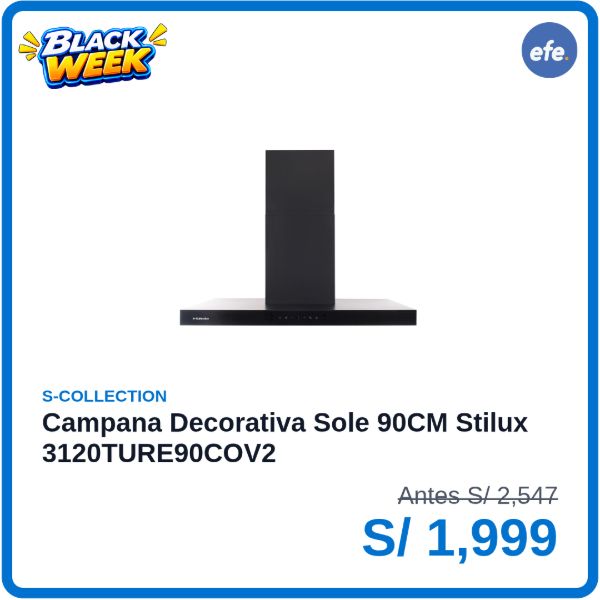 BLACK
WEEK
efe.
S-COLLECTION
Campana Decorativa Sole 90CM Stilux
3120TURE90COV2
Antes S/ 2,547
S/ 1,999